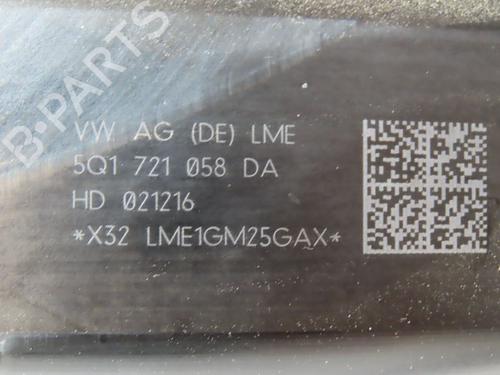 B-PARTS
VW AG (DE) LME
5Q1 721 058 DA
HD 021216
*X32 LME1GM25GAX*